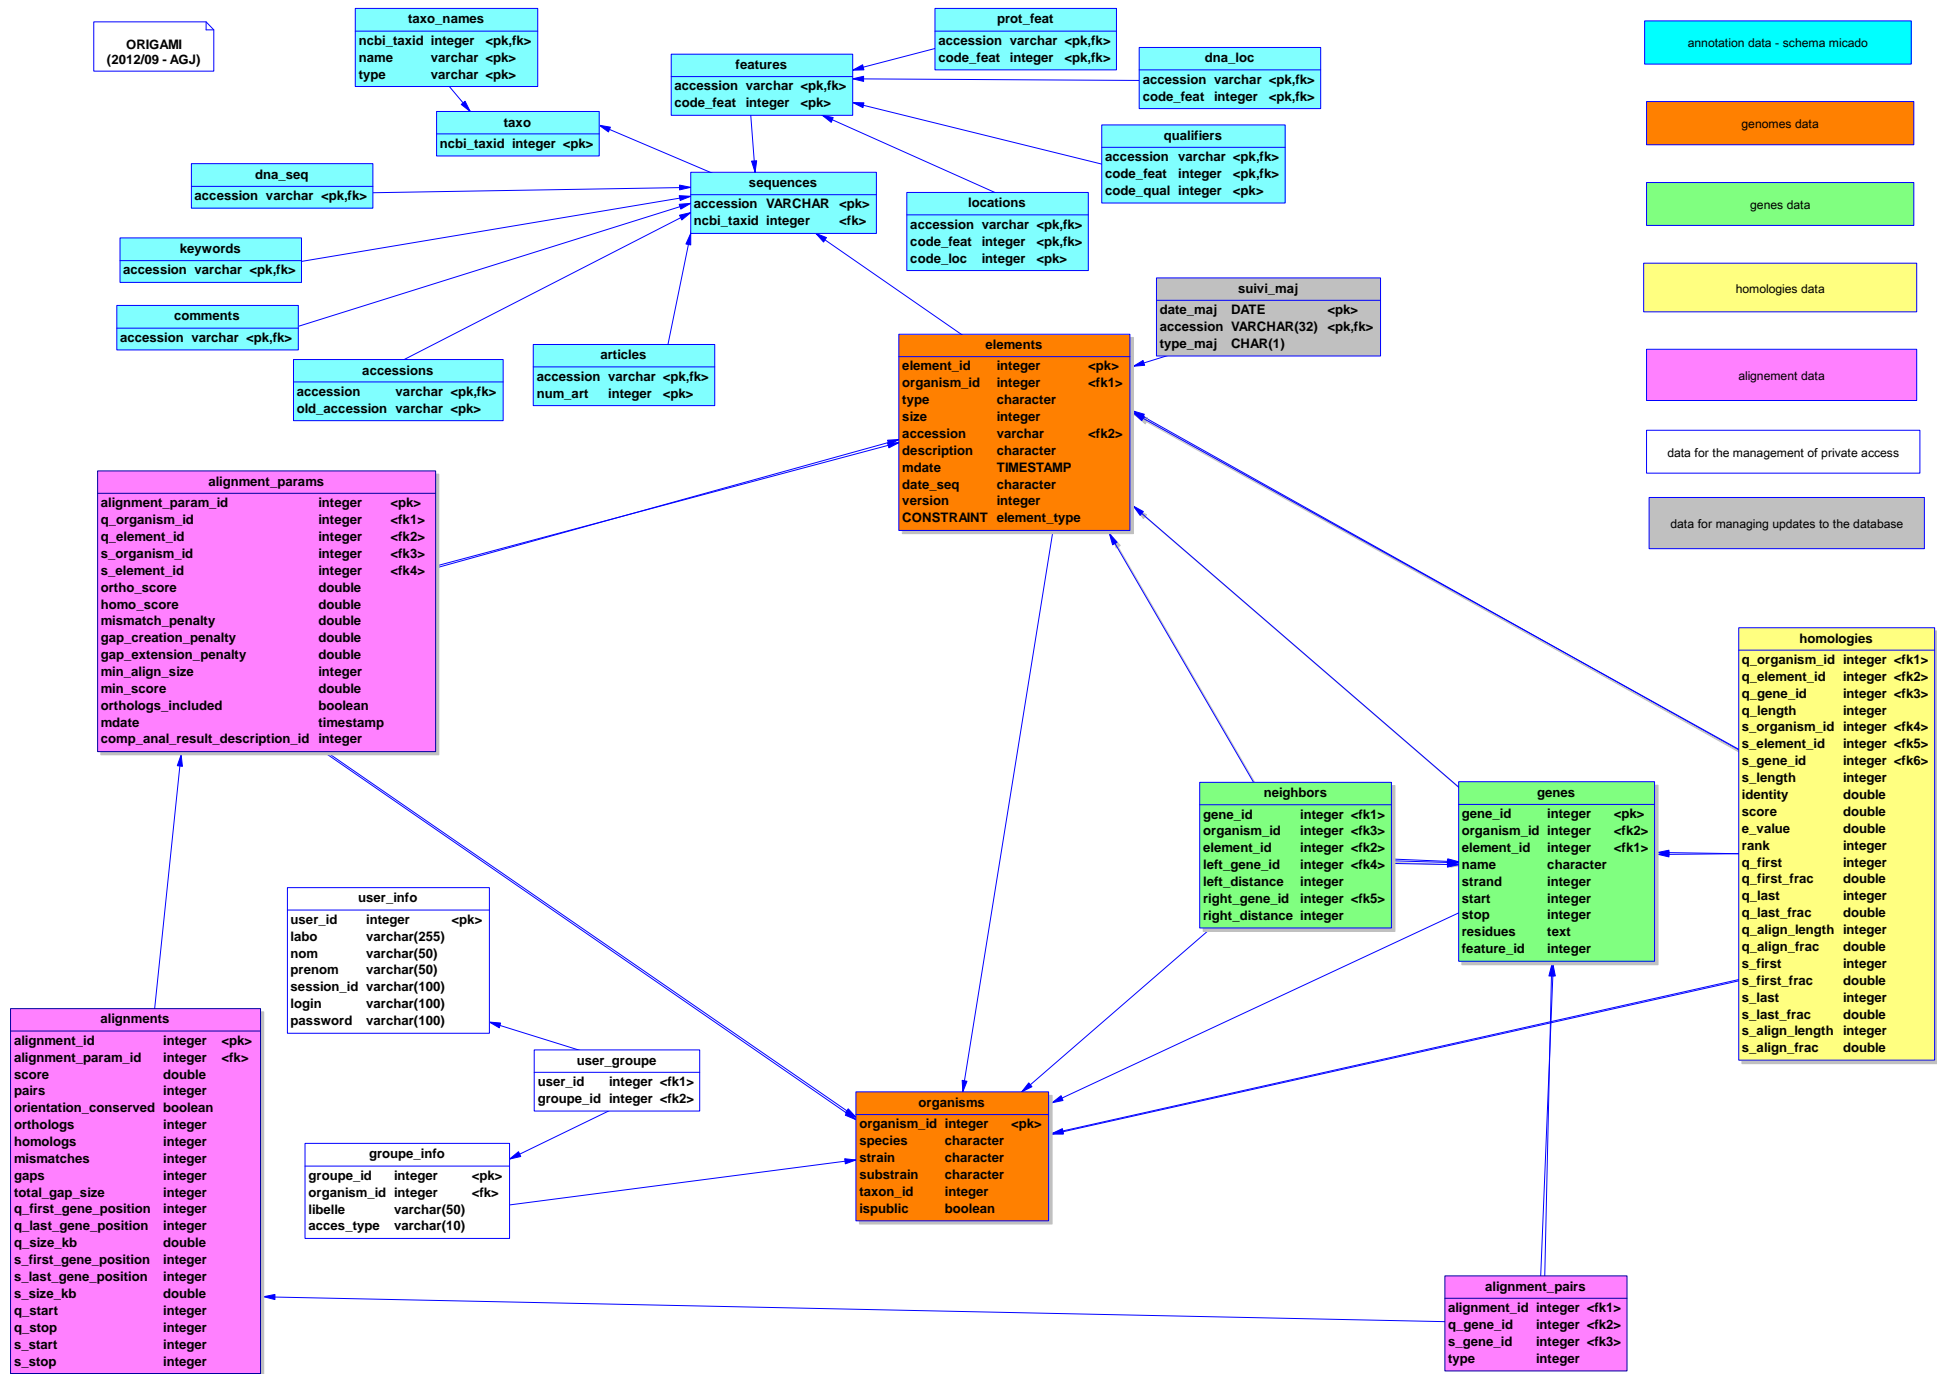 ORIGAMI
(2012/09 - AGJ)
taxo_names
ncbi_taxid integer <pk,fk>
name varchar <pk>
type varchar <pk>
taxo
ncbi_taxid integer <pk>
features
accession varchar <pk,fk>
code_feat integer <pk>
prot_feat
accession varchar <pk,fk>
code_feat integer <pk,fk>
dna_loc
accession varchar <pk,fk>
code_feat integer <pk,fk>
qualifiers
accession varchar <pk,fk>
code_feat integer <pk,fk>
code_qual integer <pk>
locations
accession varchar <pk,fk>
code_feat integer <pk,fk>
code_loc integer <pk>
dna_seq
accession varchar <pk,fk>
sequences
accession VARCHAR <pk>
ncbi_taxid integer <fk>
keywords
accession varchar <pk,fk>
comments
accession varchar <pk,fk>
accessions
accession varchar <pk,fk>
old_accession varchar <pk>
articles
accession varchar <pk,fk>
num_art integer <pk>
suivi_maj
date_maj DATE <pk>
accession VARCHAR(32) <pk,fk>
type_maj CHAR(1)
elements
element_id integer <pk>
organism_id integer <fk1>
type character
size integer
accession varchar <fk2>
description character
mdate TIMESTAMP
date_seq character
version integer
CONSTRAINT element_type
annotation data - schema micado
genomes data
genes data
homologies data
alignement data
data for the management of private access
data for managing updates to the database
alignment_params
alignment_param_id integer <pk>
q_organism_id integer <fk1>
q_element_id integer <fk2>
s_organism_id integer <fk3>
s_element_id integer <fk4>
ortho_score double
homo_score double
mismatch_penalty double
gap_creation_penalty double
gap_extension_penalty double
min_align_size integer
min_score double
orthologs_included boolean
mdate timestamp
comp_anal_result_description_id integer
homologies
q_organism_id integer <fk1>
q_element_id integer <fk2>
q_gene_id integer <fk3>
q_length integer
s_organism_id integer <fk4>
s_element_id integer <fk5>
s_gene_id integer <fk6>
s_length integer
identity double
score double
e_value double
rank integer
q_first integer
q_first_frac double
q_last integer
q_last_frac double
q_align_length integer
q_align_frac double
s_first integer
s_first_frac double
s_last integer
s_last_frac double
s_align_length integer
s_align_frac double
neighbors
gene_id integer <fk1>
organism_id integer <fk3>
element_id integer <fk2>
left_gene_id integer <fk4>
left_distance integer
right_gene_id integer <fk5>
right_distance integer
genes
gene_id integer <pk>
organism_id integer <fk2>
element_id integer <fk1>
name character
strand integer
start integer
stop integer
residues text
feature_id integer
user_info
user_id integer <pk>
labo varchar(255)
nom varchar(50)
prenom varchar(50)
session_id varchar(100)
login varchar(100)
password varchar(100)
user_groupe
user_id integer <fk1>
groupe_id integer <fk2>
groupe_info
groupe_id integer <pk>
organism_id integer <fk>
libelle varchar(50)
acces_type varchar(10)
organisms
organism_id integer <pk>
species character
strain character
substrain character
taxon_id integer
ispublic boolean
alignments
alignment_id integer <pk>
alignment_param_id integer <fk>
score double
pairs integer
orientation_conserved boolean
orthologs integer
homologs integer
mismatches integer
gaps integer
total_gap_size integer
q_first_gene_position integer
q_last_gene_position integer
q_size_kb double
s_first_gene_position integer
s_last_gene_position integer
s_size_kb double
q_start integer
q_stop integer
s_start integer
s_stop integer
alignment_pairs
alignment_id integer <fk1>
q_gene_id integer <fk2>
s_gene_id integer <fk3>
type integer